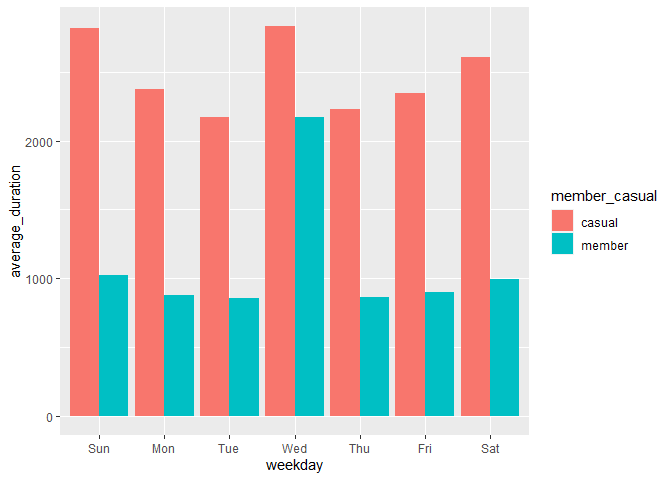 average_duration
2000
1000
0
Sun Mon Tue Wed Thu Fri Sat
weekday
member_casual
casual
member